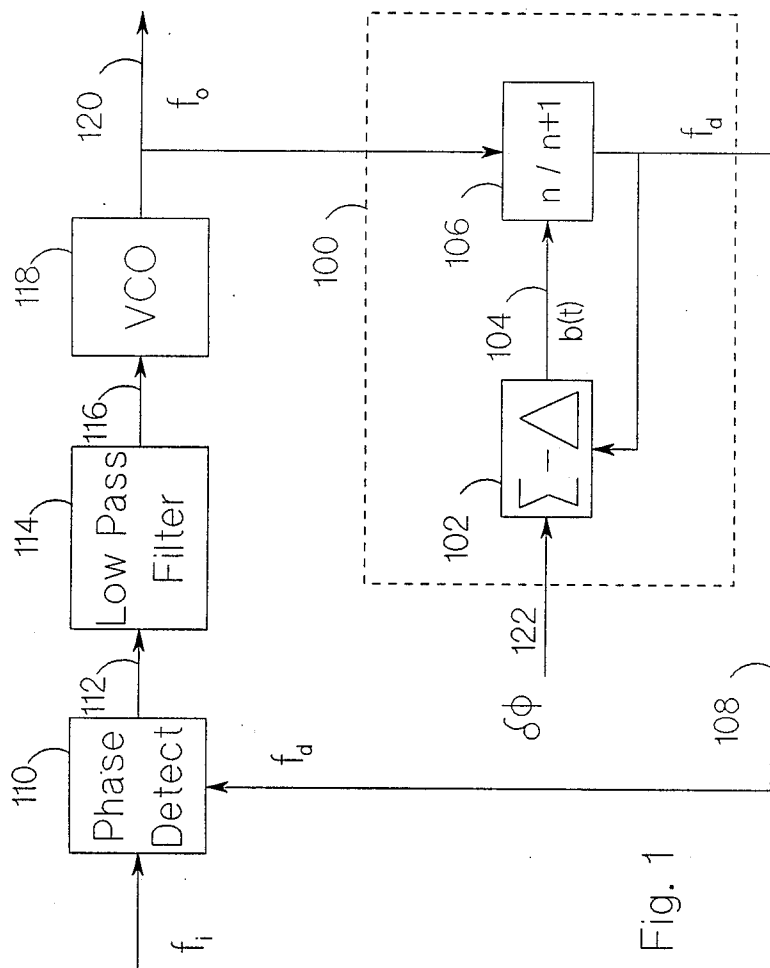 110
Phase
Detect
f_i
112
114
Low Pass
Filter
116
118
VCO
120
f_o
f_d
100
δϕ
122
102
Σ-Δ
104
b(t)
106
n / n+1
f_d
108
Fig. 1